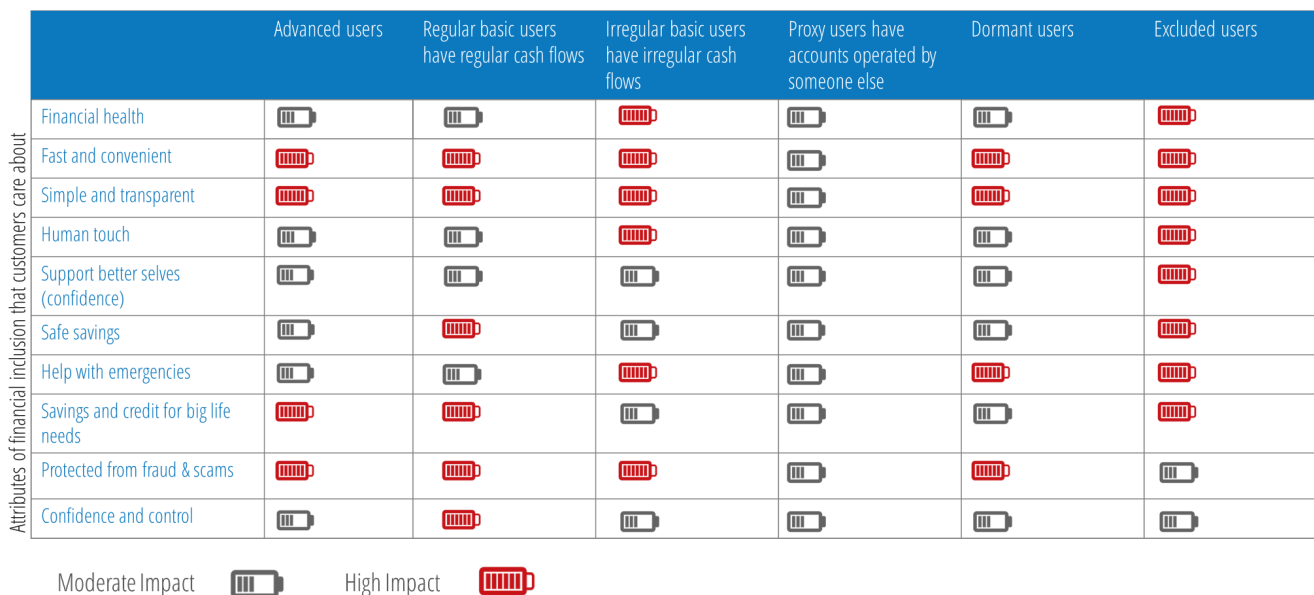 Advanced users
Regular basic users
have regular cash flows
Irregular basic users
have irregular cash
flows
Proxy users have
accounts operated by
someone else
Dormant users
Excluded users
Attributes of financial inclusion that customers care about
Financial health
Fast and convenient
Simple and transparent
Human touch
Support better selves
(confidence)
Safe savings
Help with emergencies
Savings and credit for big life
needs
Protected from fraud & scams
Confidence and control
Moderate Impact
High Impact